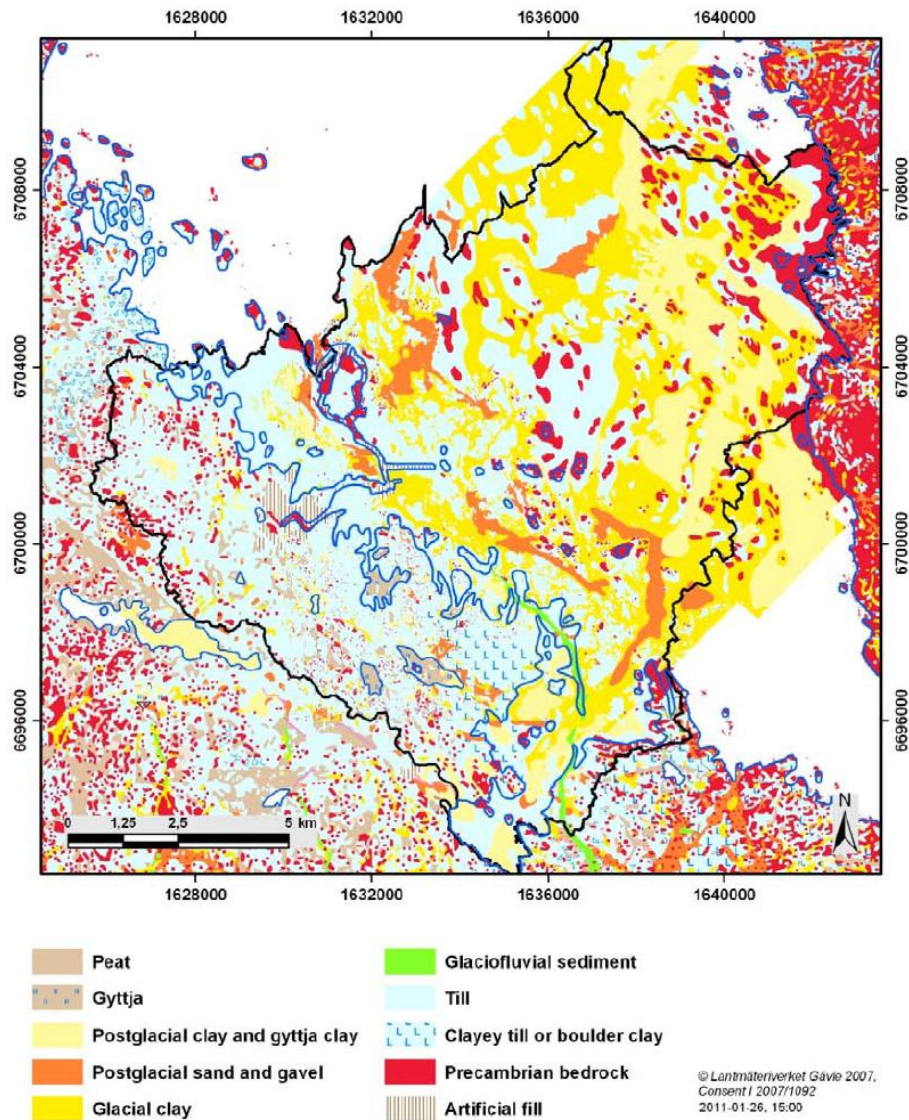 1628000 1632000 1636000 1640000
6708000 6708000
6704000 6704000
6700000 6700000
6696000 6696000
N
0 1,25 2,5 5 km
1628000 1632000 1636000 1640000
Peat
Gyttja
Postglacial clay and gyttja clay
Postglacial sand and gavel
Glacial clay
Glaciofluvial sediment
Till
Clayey till or boulder clay
Precambrian bedrock
Artificial fill
© Lantmäteriverket Gävle 2007,
Consent I 2007/1092
2011-01-26, 15:00